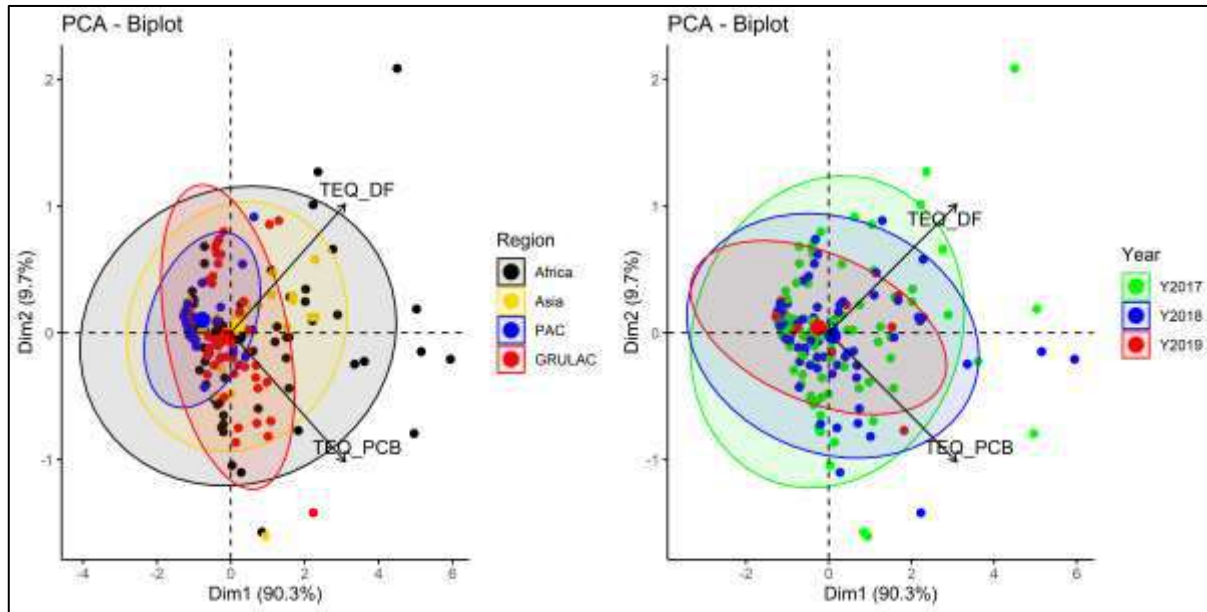 PCA - Biplot
2
1
0
-1
Dim2 (9.7%)
-4
-2
0
2
4
6
Dim1 (90.3%)
TEQ_DF
TEQ_PCB
Region
Africa
Asia
PAC
GRULAC
PCA - Biplot
2
1
0
-1
Dim2 (9.7%)
-2
0
2
4
6
Dim1 (90.3%)
TEQ_DF
TEQ_PCB
Year
Y2017
Y2018
Y2019